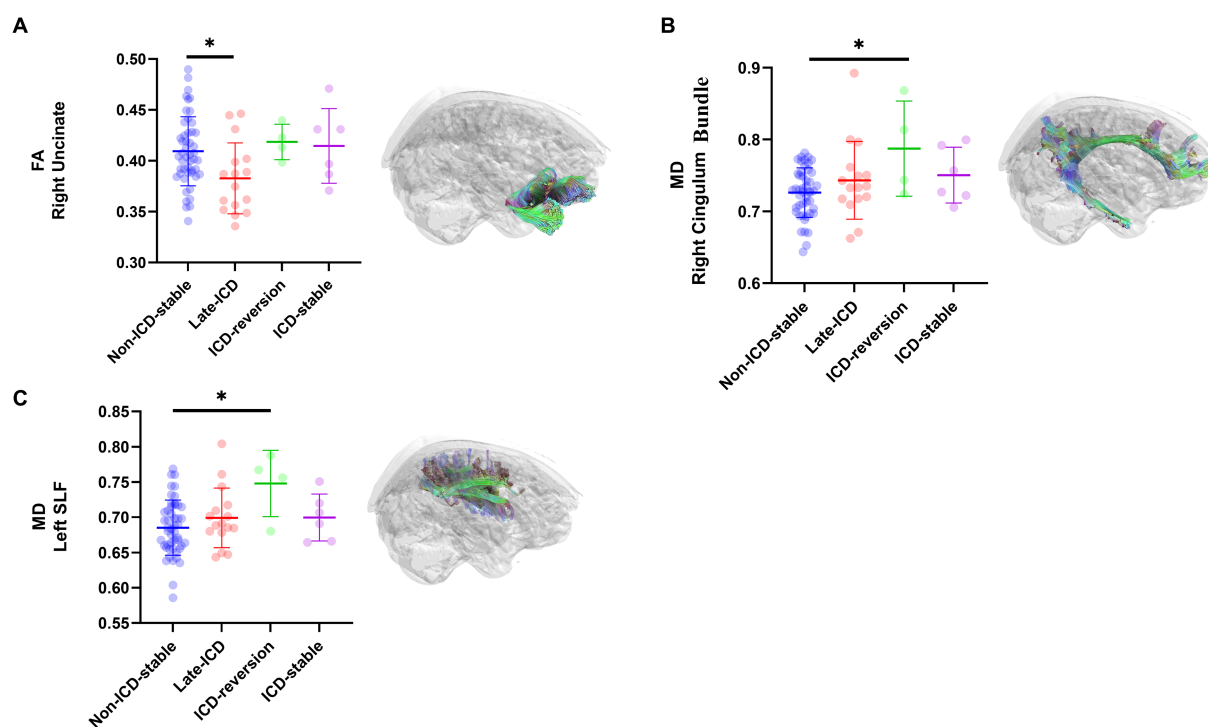 A
*
FA
Right Uncinate
0.50
0.45
0.40
0.35
0.30
Non-ICD-stable
Late-ICD
ICD-reversion
ICD-stable
B
*
MD
Right Cingulum Bundle
0.9
0.8
0.7
0.6
Non-ICD-stable
Late-ICD
ICD-reversion
ICD-stable
C
*
MD
Left SLF
0.85
0.80
0.75
0.70
0.65
0.60
0.55
Non-ICD-stable
Late-ICD
ICD-reversion
ICD-stable